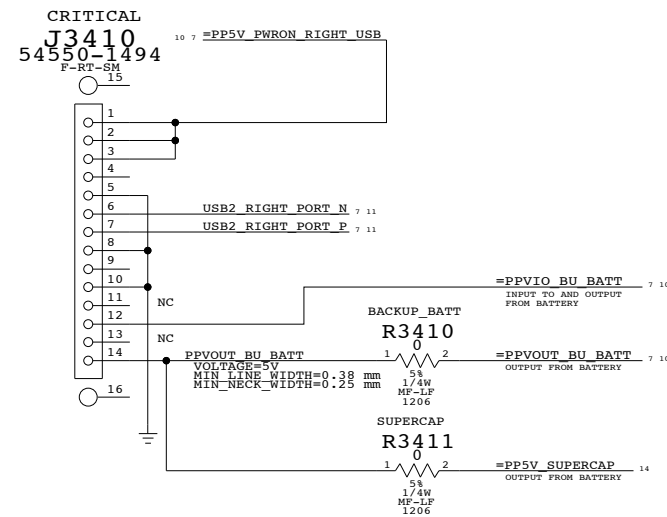 CRITICAL
J3410
54550-1494
F-RT-SM
10 7 =PP5V_PWRON_RIGHT_USB
15
1
2
3
4
5
6 USB2_RIGHT_PORT_N 7 11
7 USB2_RIGHT_PORT_P 7 11
8
9
10
=PPVIO_BU_BATT 7 10
INPUT TO AND OUTPUT
FROM BATTERY
11 NC
12
BACKUP_BATT
R3410
13 NC
0
14 PPVOUT_BU_BATT 1 2 =PPVOUT_BU_BATT 7 10
VOLTAGE=5V
MIN_LINE_WIDTH=0.38 mm
MIN_NECK_WIDTH=0.25 mm
5%
1/4W
MF-LF
1206
OUTPUT FROM BATTERY
16
SUPERCAP
R3411
0
1 2 =PP5V_SUPERCAP 14
OUTPUT FROM BATTERY
5%
1/4W
MF-LF
1206